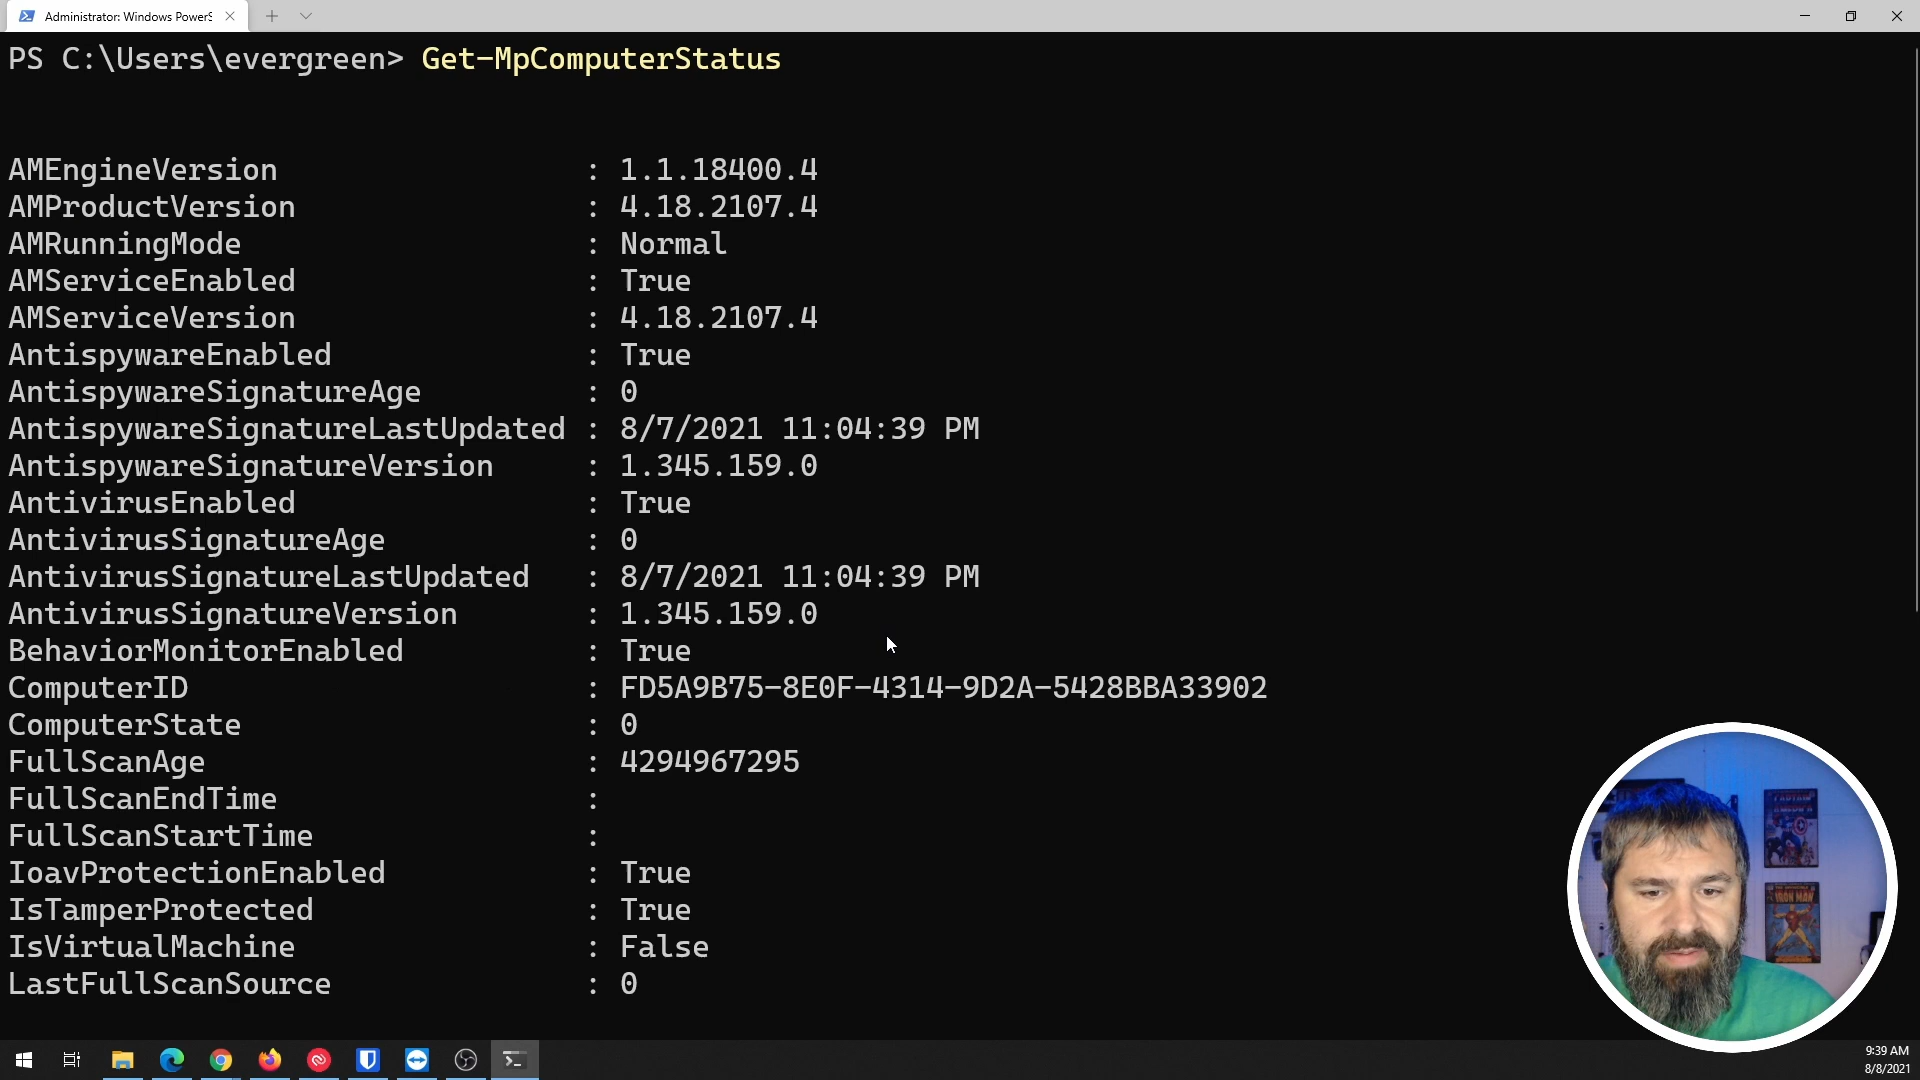 Administrator: Windows PowerS
PS C:\Users\evergreen> Get-MpComputerStatus
AMEngineVersion : 1.1.18400.4
AMProductVersion : 4.18.2107.4
AMRunningMode : Normal
AMServiceEnabled : True
AMServiceVersion : 4.18.2107.4
AntispywareEnabled : True
AntispywareSignatureAge : 0
AntispywareSignatureLastUpdated : 8/7/2021 11:04:39 PM
AntispywareSignatureVersion : 1.345.159.0
AntivirusEnabled : True
AntivirusSignatureAge : 0
AntivirusSignatureLastUpdated : 8/7/2021 11:04:39 PM
AntivirusSignatureVersion : 1.345.159.0
BehaviorMonitorEnabled : True
ComputerID : FD5A9B75-8E0F-4314-9D2A-5428BBA33902
ComputerState : 0
FullScanAge : 4294967295
FullScanEndTime :
FullScanStartTime :
IoavProtectionEnabled : True
IsTamperProtected : True
IsVirtualMachine : False
LastFullScanSource : 0
CAPTAIN
AMERICA
IRON MAN
9:39 AM
8/8/2021